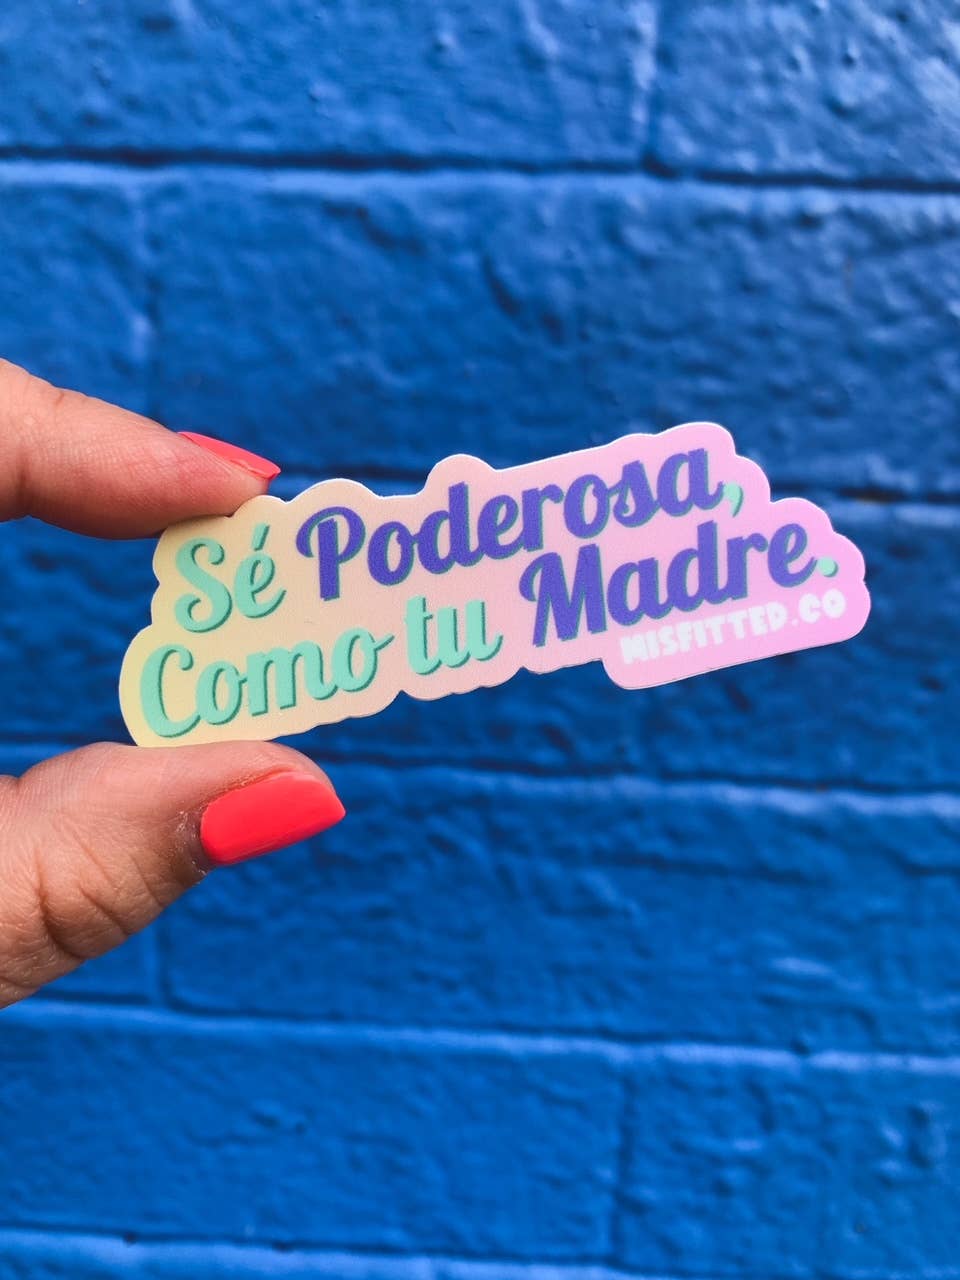 Sé Poderosa,
Como tu Madre.
MISFITTED.CO